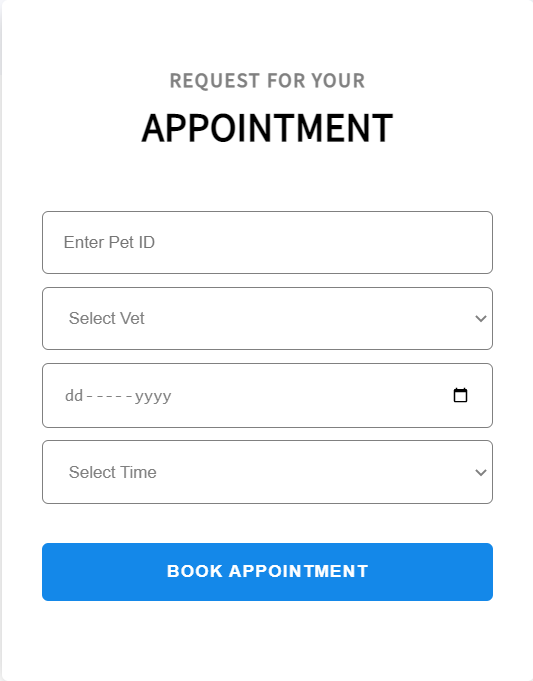 REQUEST FOR YOUR
APPOINTMENT
Enter Pet ID
Select Vet
dd-----yyyy
Select Time
BOOK APPOINTMENT